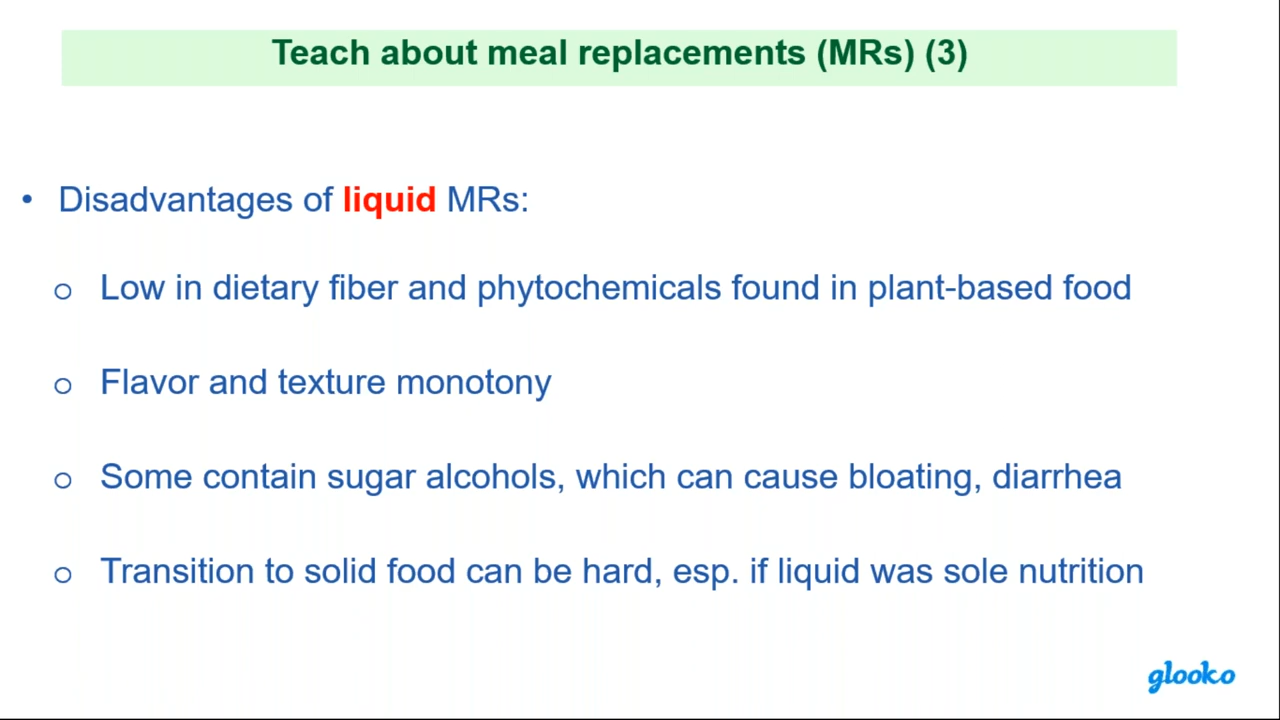 Teach about meal replacements (MRs) (3)
• Disadvantages of liquid MRs:
o Low in dietary fiber and phytochemicals found in plant-based food
o Flavor and texture monotony
o Some contain sugar alcohols, which can cause bloating, diarrhea
o Transition to solid food can be hard, esp. if liquid was sole nutrition
glooko